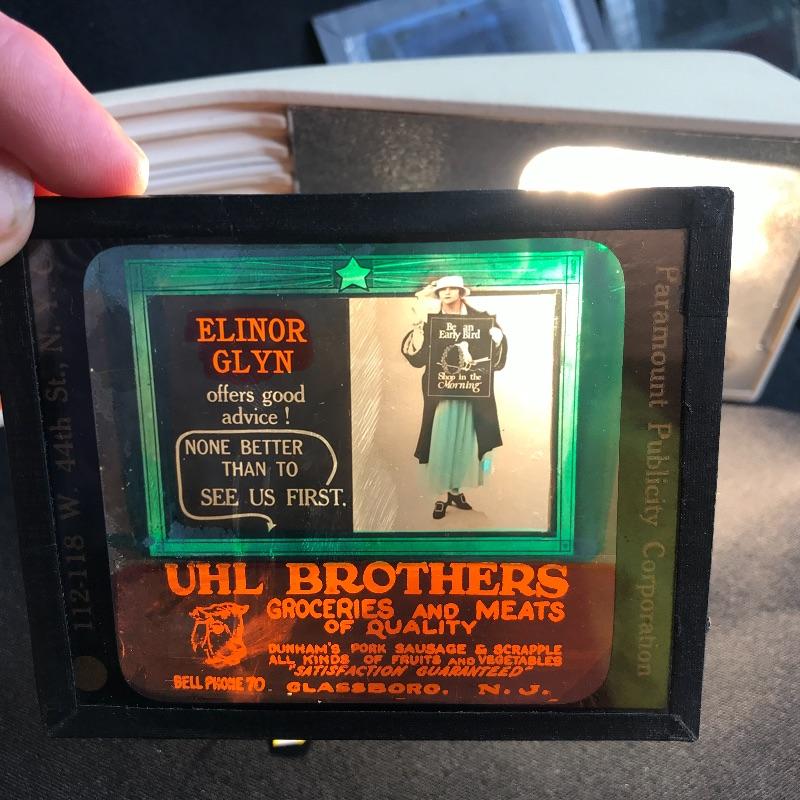 ELINOR
GLYN
offers good
advice!
NONE BETTER
THAN TO
SEE US FIRST.
Be an
Early Bird
Shop in the
Morning
UHL BROTHERS
GROCERIES AND MEATS
OF QUALITY
DUNHAM'S PORK SAUSAGE & SCRAPPLE
ALL KINDS OF FRUITS AND VEGETABLES
"SATISFACTION GUARANTEED"
BELL PHONE 70. GLASSBORO, N. J.
112-118 W. 44th St., N. Y. C.
Paramount Publicity Corporation